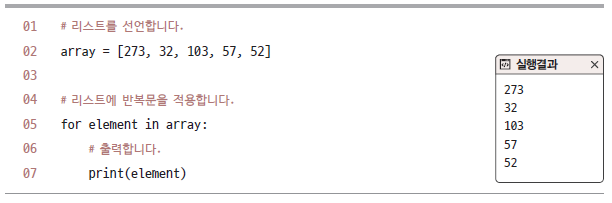 01 # 리스트를 선언합니다.
02 array = [273, 32, 103, 57, 52]
03
04 # 리스트에 반복문을 적용합니다.
05 for element in array:
06     # 출력합니다.
07     print(element)
실행결과 ×
273
32
103
57
52